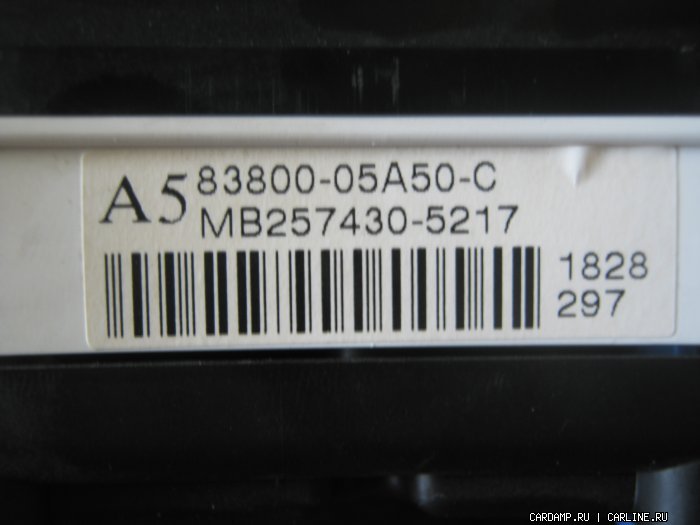 A5
83800-05A50-C
MB257430-5217
1828
297
CARDAMP.RU | CARLINE.RU